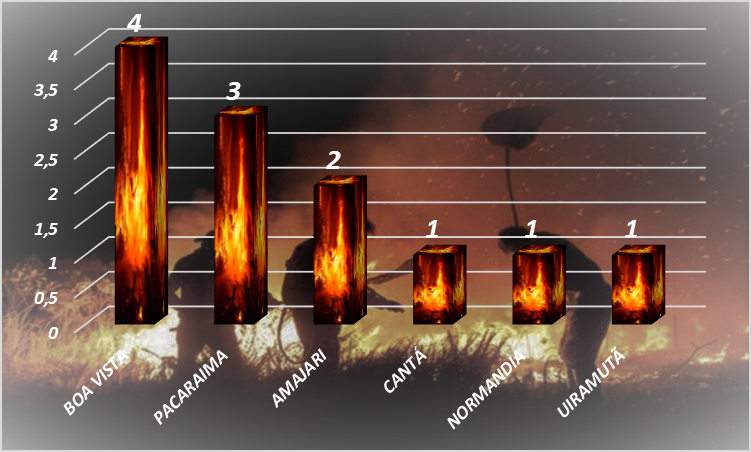 4
3
2
1
1
1
4
3,5
3
2,5
2
1,5
1
0,5
0
BOA VISTA
PACARAIMA
AMAJARI
CANTÁ
NORMANDIA
UIRAMUTÃ